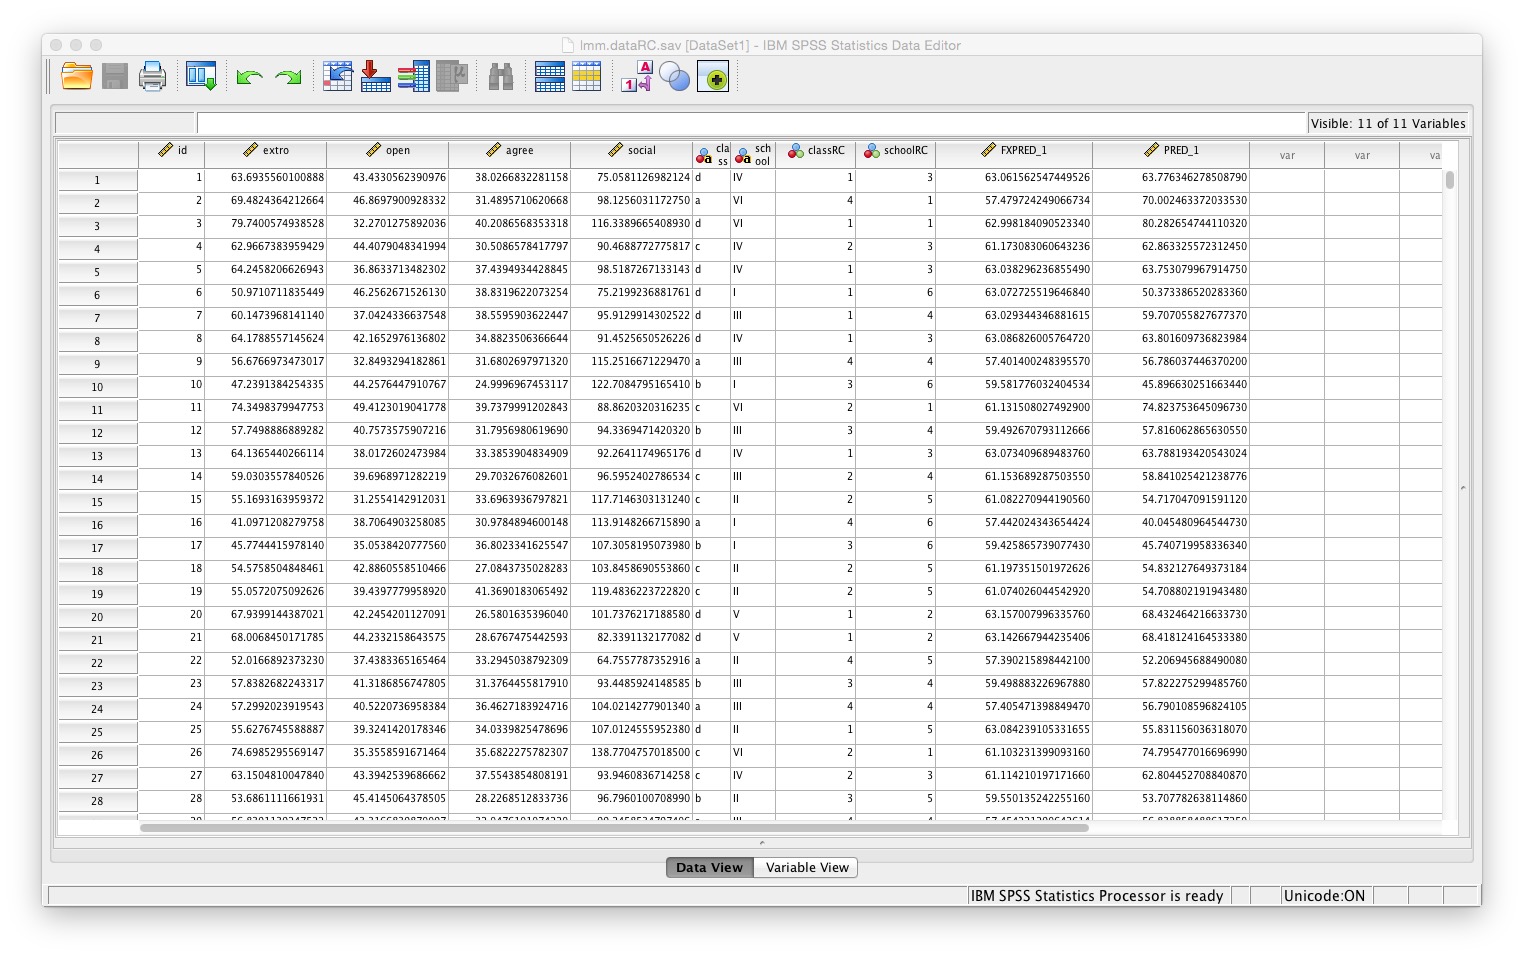 lmm.dataRC.sav [DataSet1] - IBM SPSS Statistics Data Editor
Visible: 11 of 11 Variables
id extro open agree social class school classRC schoolRC FXPRED_1 PRED_1 var var va
1 1 63.6935560100888 43.4330562390976 38.0266832281158 75.0581126982124 d IV 1 3 63.061562547449526 63.776346278508790
2 2 69.4824364212664 46.8697900928332 31.4895710620668 98.1256031172750 a VI 4 1 57.479724249066734 70.002463372033530
3 3 79.7400574938528 32.2701275892036 40.2086568353318 116.3389665408930 d VI 1 1 62.998184090523340 80.282654744110320
4 4 62.9667383959429 44.4079048341994 30.5086578417797 90.4688772775817 c IV 2 3 61.173083060643236 62.863325572312450
5 5 64.2458206626943 36.8633713482302 37.4394934428845 98.5187267133143 d IV 1 3 63.038296236855490 63.753079967914750
6 6 50.9710711835449 46.2562671526130 38.8319622073254 75.2199236881761 d I 1 6 63.072725519646840 50.373386520283360
7 7 60.1473968141140 37.0424336637548 38.5595903622447 95.9129914302522 d III 1 4 63.029344346881615 59.707055827677370
8 8 64.1788557145624 42.1652976136802 34.8823506366644 91.4525650526226 d IV 1 3 63.086826005764720 63.801609736823984
9 9 56.6766973473017 32.8493294182861 31.6802697971320 115.2516671229470 a III 4 4 57.401400248395570 56.786037446370200
10 10 47.2391384254335 44.2576447910767 24.9996967453117 122.7084795165410 b I 3 6 59.581776032404534 45.896630251663440
11 11 74.3498379947753 49.4123019041778 39.7379991202843 88.8620320316235 c VI 2 1 61.131508027492900 74.823753645096730
12 12 57.7498886889282 40.7573575907216 31.7956980619690 94.3369471420320 b III 3 4 59.492670793112666 57.816062865630550
13 13 64.1365440266114 38.0172602473984 33.3853904834909 92.2641174965176 d IV 1 3 63.073409689483760 63.788193420543024
14 14 59.0303557840526 39.6968971282219 29.7032676082601 96.5952402786534 c III 2 4 61.153689287503550 58.841025421238776
15 15 55.1693163959372 31.2554142912031 33.6963936797821 117.7146303131240 c II 2 5 61.082270944190560 54.717047091591120
16 16 41.0971208279758 38.7064903258085 30.9784894600148 113.9148266715890 a I 4 6 57.442024343654424 40.045480964544730
17 17 45.7744415978140 35.0538420777560 36.8023341625547 107.3058195073980 b I 3 6 59.425865739077430 45.740719958336340
18 18 54.5758504848461 42.8860558510466 27.0843735028283 103.8458690553860 c II 2 5 61.197351501972626 54.832127649373184
19 19 55.0572075092626 39.4397779958920 41.3690183065492 119.4836223722820 c II 2 5 61.074026044542920 54.708802191943480
20 20 67.9399144387021 42.2454201127091 26.5801635396040 101.7376217188580 d V 1 2 63.157007996335760 68.432464216633730
21 21 68.0068450171785 44.2332158643575 28.6767475442593 82.3391132177082 d V 1 2 63.142667944235406 68.418124164533380
22 22 52.0166892373230 37.4383365165464 33.2945038792309 64.7557787352916 a II 4 5 57.390215898442100 52.206945688490080
23 23 57.8382682243317 41.3186856747805 31.3764455817910 93.4485924148585 b III 3 4 59.498883226967880 57.822275299485760
24 24 57.2992023919543 40.5220736958384 36.4627183924716 104.0214277901340 a III 4 4 57.405471398849470 56.790108596824105
25 25 55.6276745588887 39.3241420178346 34.0339825478696 107.0124555952380 d II 1 5 63.084239105331655 55.831156036318070
26 26 74.6985295569147 35.3558591671464 35.6822275782307 138.7704757018500 c VI 2 1 61.103231399093160 74.795477016696990
27 27 63.1504810047840 43.3942539686662 37.5543854808191 93.9460836714258 c IV 2 3 61.114210197171660 62.804452708840870
28 28 53.6861111661931 45.4145064378505 28.2268512833736 96.7960100708990 b II 3 5 59.550135242255160 53.707782638114860
Data View Variable View
IBM SPSS Statistics Processor is ready Unicode:ON